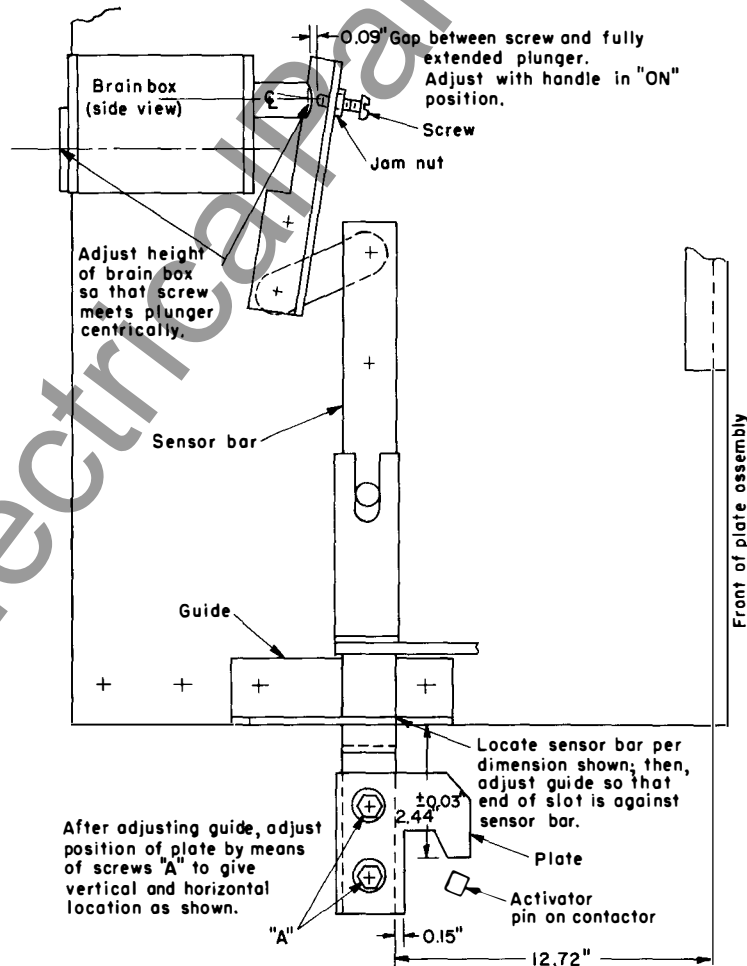 0.09" Gap between screw and fully
extended plunger.
Adjust with handle in "ON"
position.
Brain box
(side view)
℄
Screw
Jam nut
Adjust height
of brain box
sa that screw
meets plunger
centrically.
Sensor bar
Front of plate assembly
Guide
Locate sensor bar per
dimension shown; then,
adjust guide so that
end of slot is against
sensor bar.
±0.03"
2.44"
After adjusting guide, adjust
position of plate by means
of screws "A" to give
vertical and horizontal
location as shown.
Plate
Activator
pin on contactor
"A"
0.15"
12.72"
electricalPar